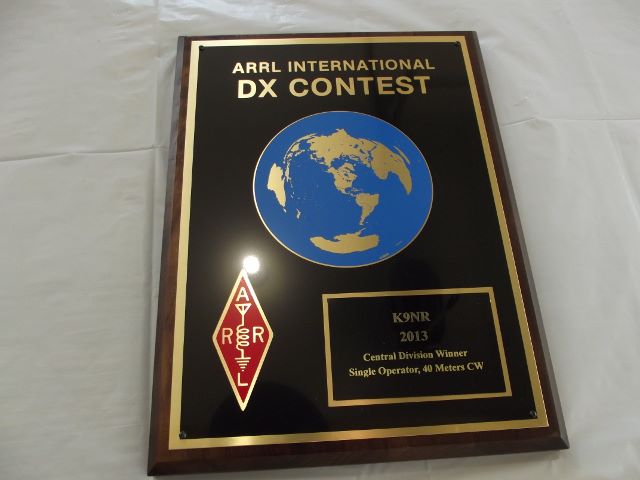 ARRL INTERNATIONAL
DX CONTEST
A
R R
L
K9NR
2013
Central Division Winner
Single Operator, 40 Meters CW